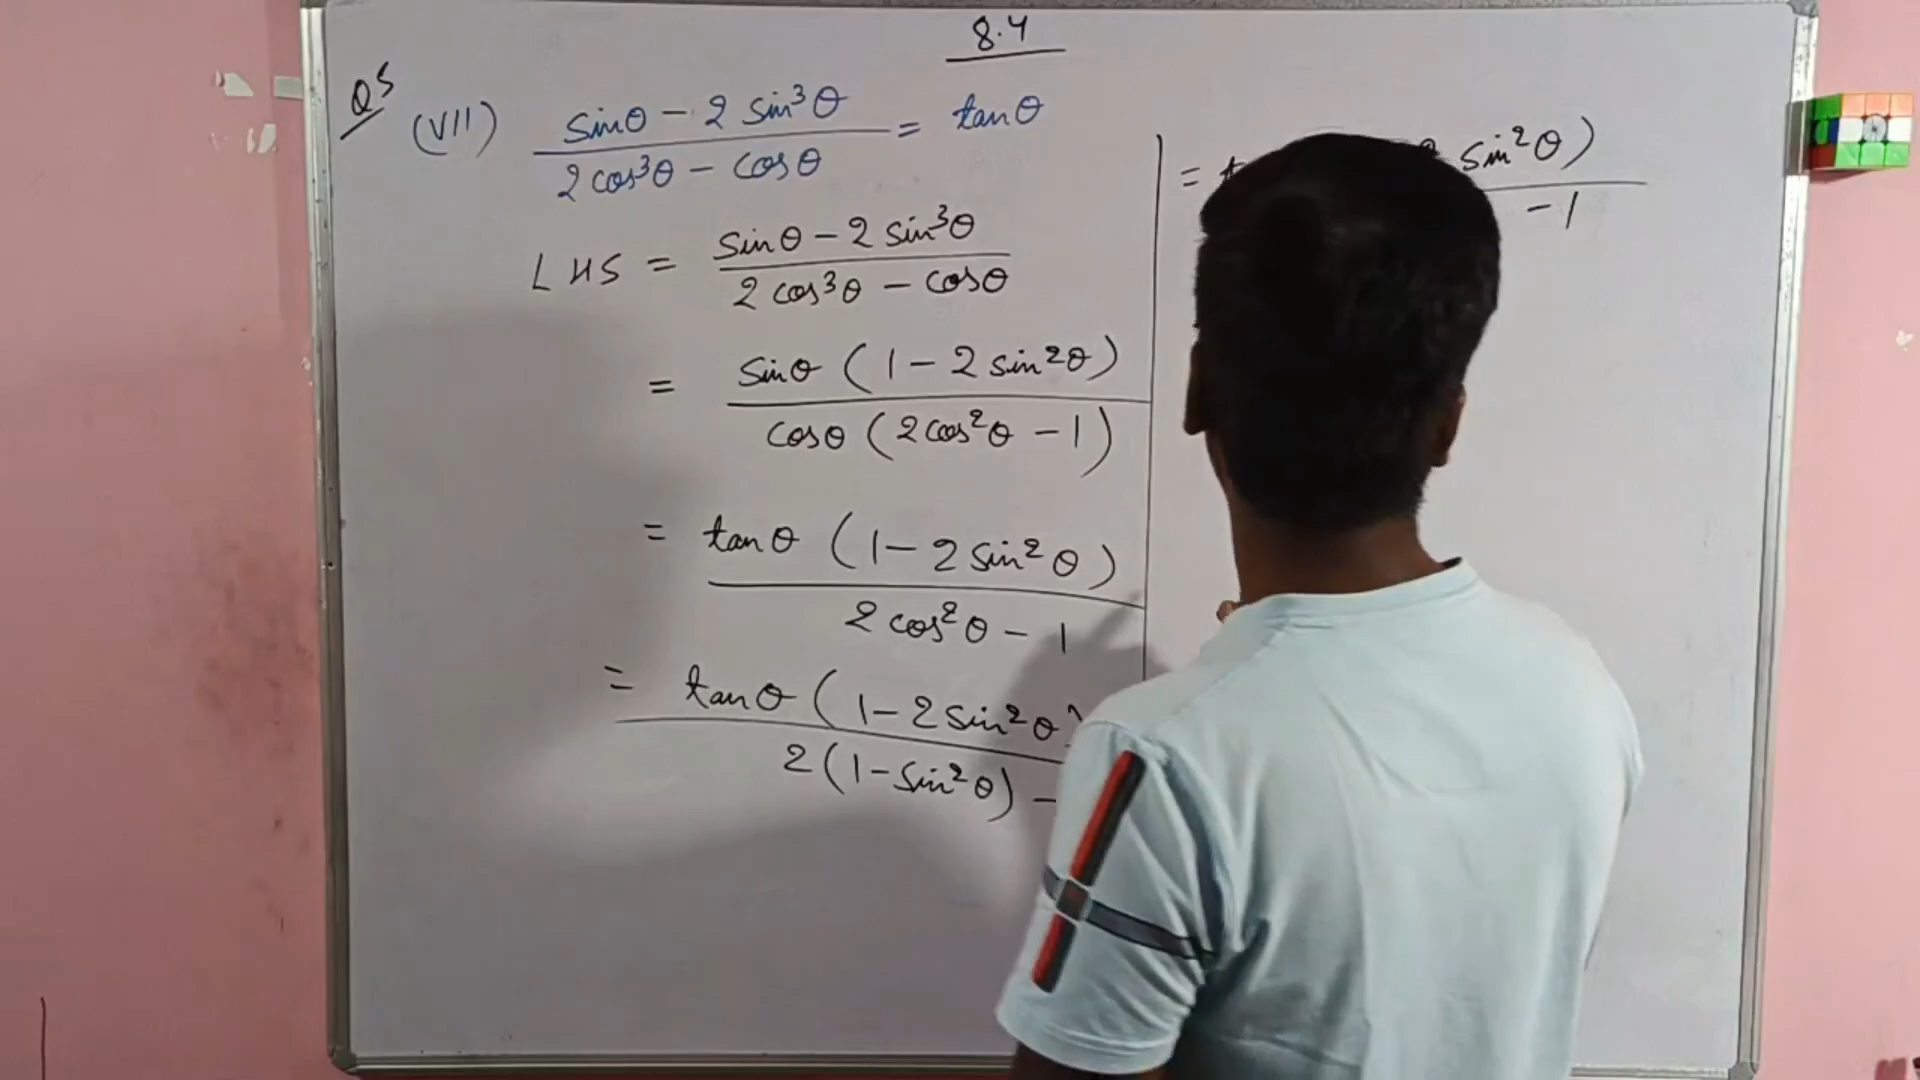 8.4
Q5
(VII) sinθ - 2 sin³θ / 2 cos³θ - cosθ = tanθ
LHS = sinθ - 2 sin³θ / 2 cos³θ - cosθ
= sinθ (1 - 2 sin²θ) / cosθ (2cos²θ - 1)
= tanθ (1 - 2 sin²θ) / 2 cos²θ - 1
= tanθ (1 - 2 sin²θ) / 2(1 - sin²θ) -
= sin²θ) / - 1